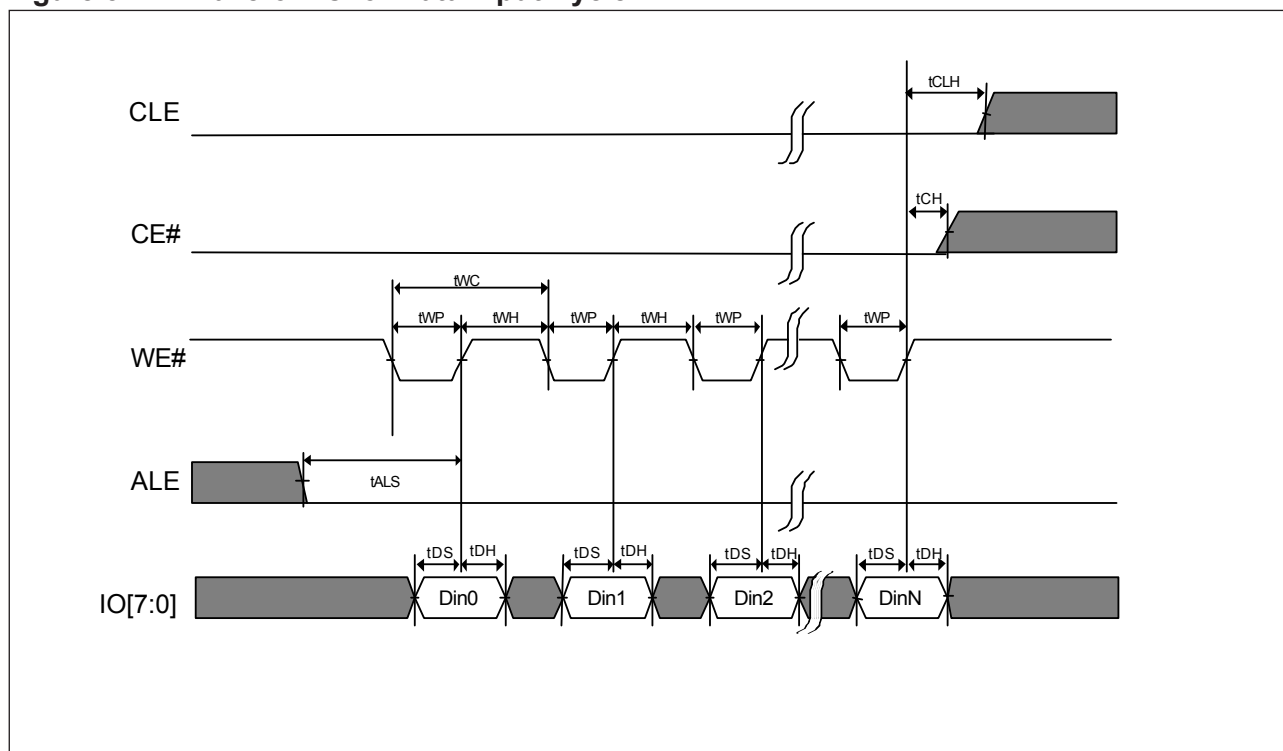 tCLH
CLE
tCH
CE#
tWC
tWP tWH tWP tWH tWP tWP
WE#
ALE
tALS
tDS tDH tDS tDH tDS tDH tDS tDH
IO[7:0] Din0 Din1 Din2 DinN